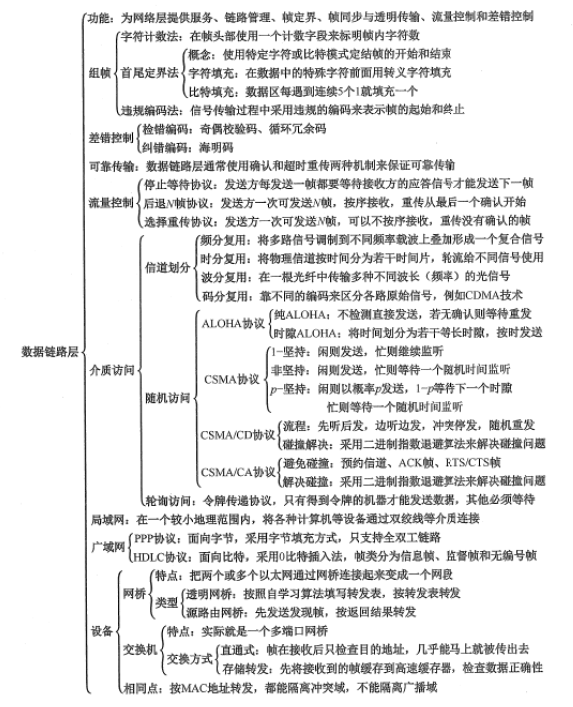 功能：为网络层提供服务、链路管理、帧定界、帧同步与透明传输、流量控制和差错控制
字符计数法：在帧头部使用一个计数字段来标明帧内字符数
概念：使用特定字符或比特模式定结帧的开始和结束
组帧
首尾定界法
字符填充：在数据中的特殊字符前面用转义字符填充
比特填充：数据区每遇到连续5个1就填充一个
违规编码法：信号传输过程中采用违规的编码来表示帧的起始和终止
差错控制
检错编码：奇偶校验码、循环冗余码
纠错编码：海明码
可靠传输：数据链路层通常使用确认和超时重传两种机制来保证可靠传输
停止等待协议：发送方每发送一帧都要等待接收方的应答信号才能发送下一帧
流量控制
后退N帧协议：发送方一次可发送N帧，按序接收，重传从最后一个确认开始
选择重传协议：发送方一次可发送N帧，可以不按序接收，重传没有确认的帧
频分复用：将多路信号调制到不同频率载波上叠加形成一个复合信号
信道划分
时分复用：将物理信道按时间分为若干时间片，轮流给不同信号使用
波分复用：在一根光纤中传输多种不同波长（频率）的光信号
码分复用：靠不同的编码来区分各路原始信号，例如CDMA技术
ALOHA协议
纯ALOHA：不检测直接发送，若无确认则等待重发
时隙ALOHA：将时间划分为若干等长时隙，按时发送
数据链路层
介质访问
随机访问
CSMA协议
1-坚持：闲则发送，忙则继续监听
非坚持：闲则发送，忙则等待一个随机时间监听
p-坚持：闲则以概率p发送，1-p等待下一个时隙
忙则等待一个随机时间监听
CSMA/CD协议
流程：先听后发，边听边发，冲突停发，随机重发
碰撞解决：采用二进制指数退避算法来解决碰撞问题
CSMA/CA协议
避免碰撞：预约信道、ACK帧、RTS/CTS帧
解决碰撞：采用二进制指数退避算法来解决碰撞问题
轮询访问：令牌传递协议，只有得到令牌的机器才能发送数据，其他必须等待
局域网：在一个较小地理范围内，将各种计算机等设备通过双绞线等介质连接
广域网
PPP协议：面向字节，采用字节填充方式，只支持全双工链路
HDLC协议：面向比特，采用0比特插入法，帧类分为信息帧、监督帧和无编号帧
特点：把两个或多个以太网通过网桥连接起来变成一个网段
网桥
类型
透明网桥：按照自学习算法填写转发表，按转发表转发
源路由网桥：先发送发现帧，按返回结果转发
设备
特点：实际就是一个多端口网桥
交换机
交换方式
直通式：帧在接收后只检查目的地址，几乎能马上就被传出去
存储转发：先将接收到的帧缓存到高速缓存器，检查数据正确性
相同点：按MAC地址转发，都能隔离冲突域，不能隔离广播域